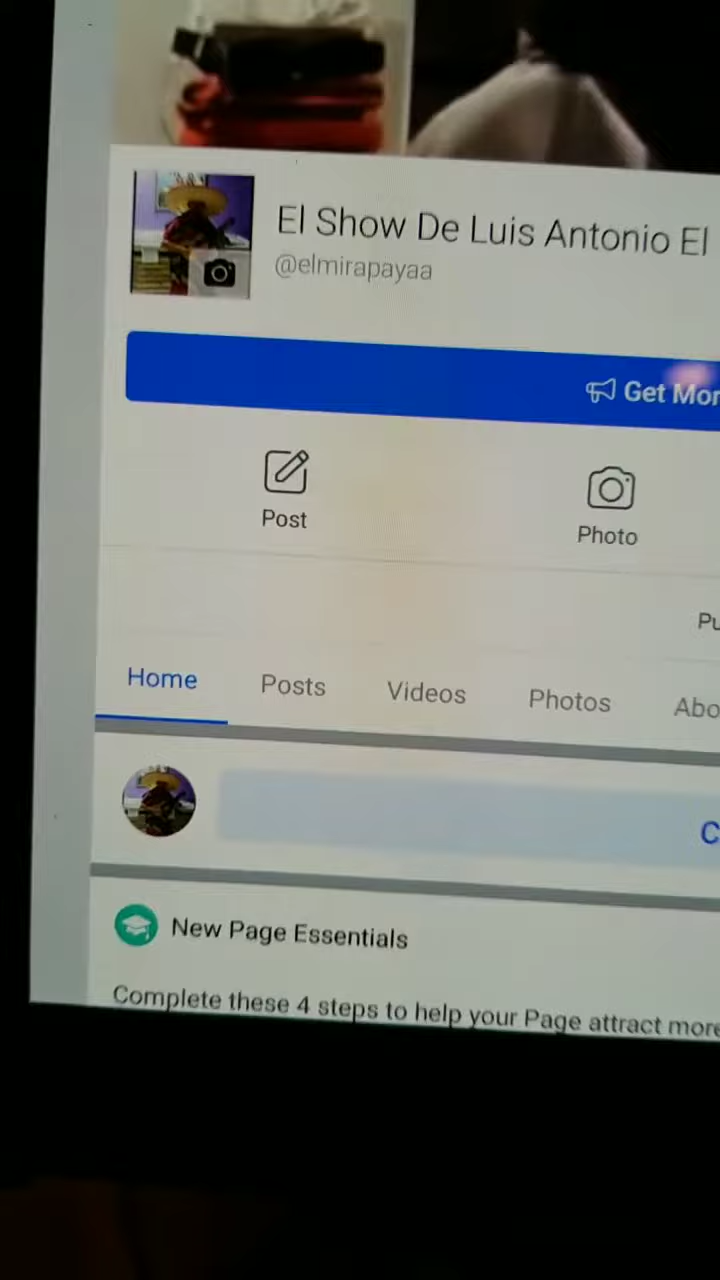 El Show De Luis Antonio El
@elmirapayaa
Get Mor
Post
Photo
Pu
Home
Posts
Videos
Photos
Abo
C
New Page Essentials
Complete these 4 steps to help your Page attract more